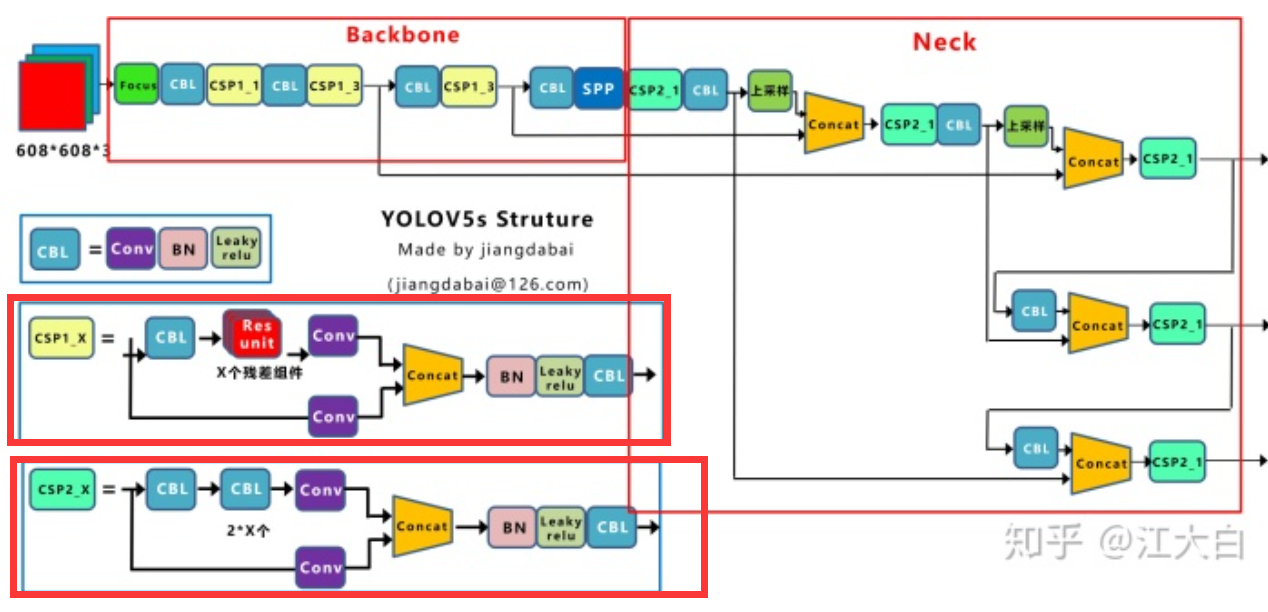 Backbone
Neck
Focus CBL CSP1_1 CBL CSP1_3 CBL CSP1_3 CBL SPP CSP2_1 CBL 上采样
Concat CSP2_1 CBL 上采样
Concat CSP2_1
608*608*3
YOLOV5s Struture
Made by jiangdabai
(jiangdabai@126.com)
CBL = Conv BN Leaky relu
CSP1_X = CBL Res unit Conv
X个残差组件
Concat BN Leaky relu CBL
Conv
CBL Concat CSP2_1
CBL Concat CSP2_1
CSP2_X = CBL CBL Conv
2*X个
Concat BN Leaky relu CBL
Conv
知乎 @江大白